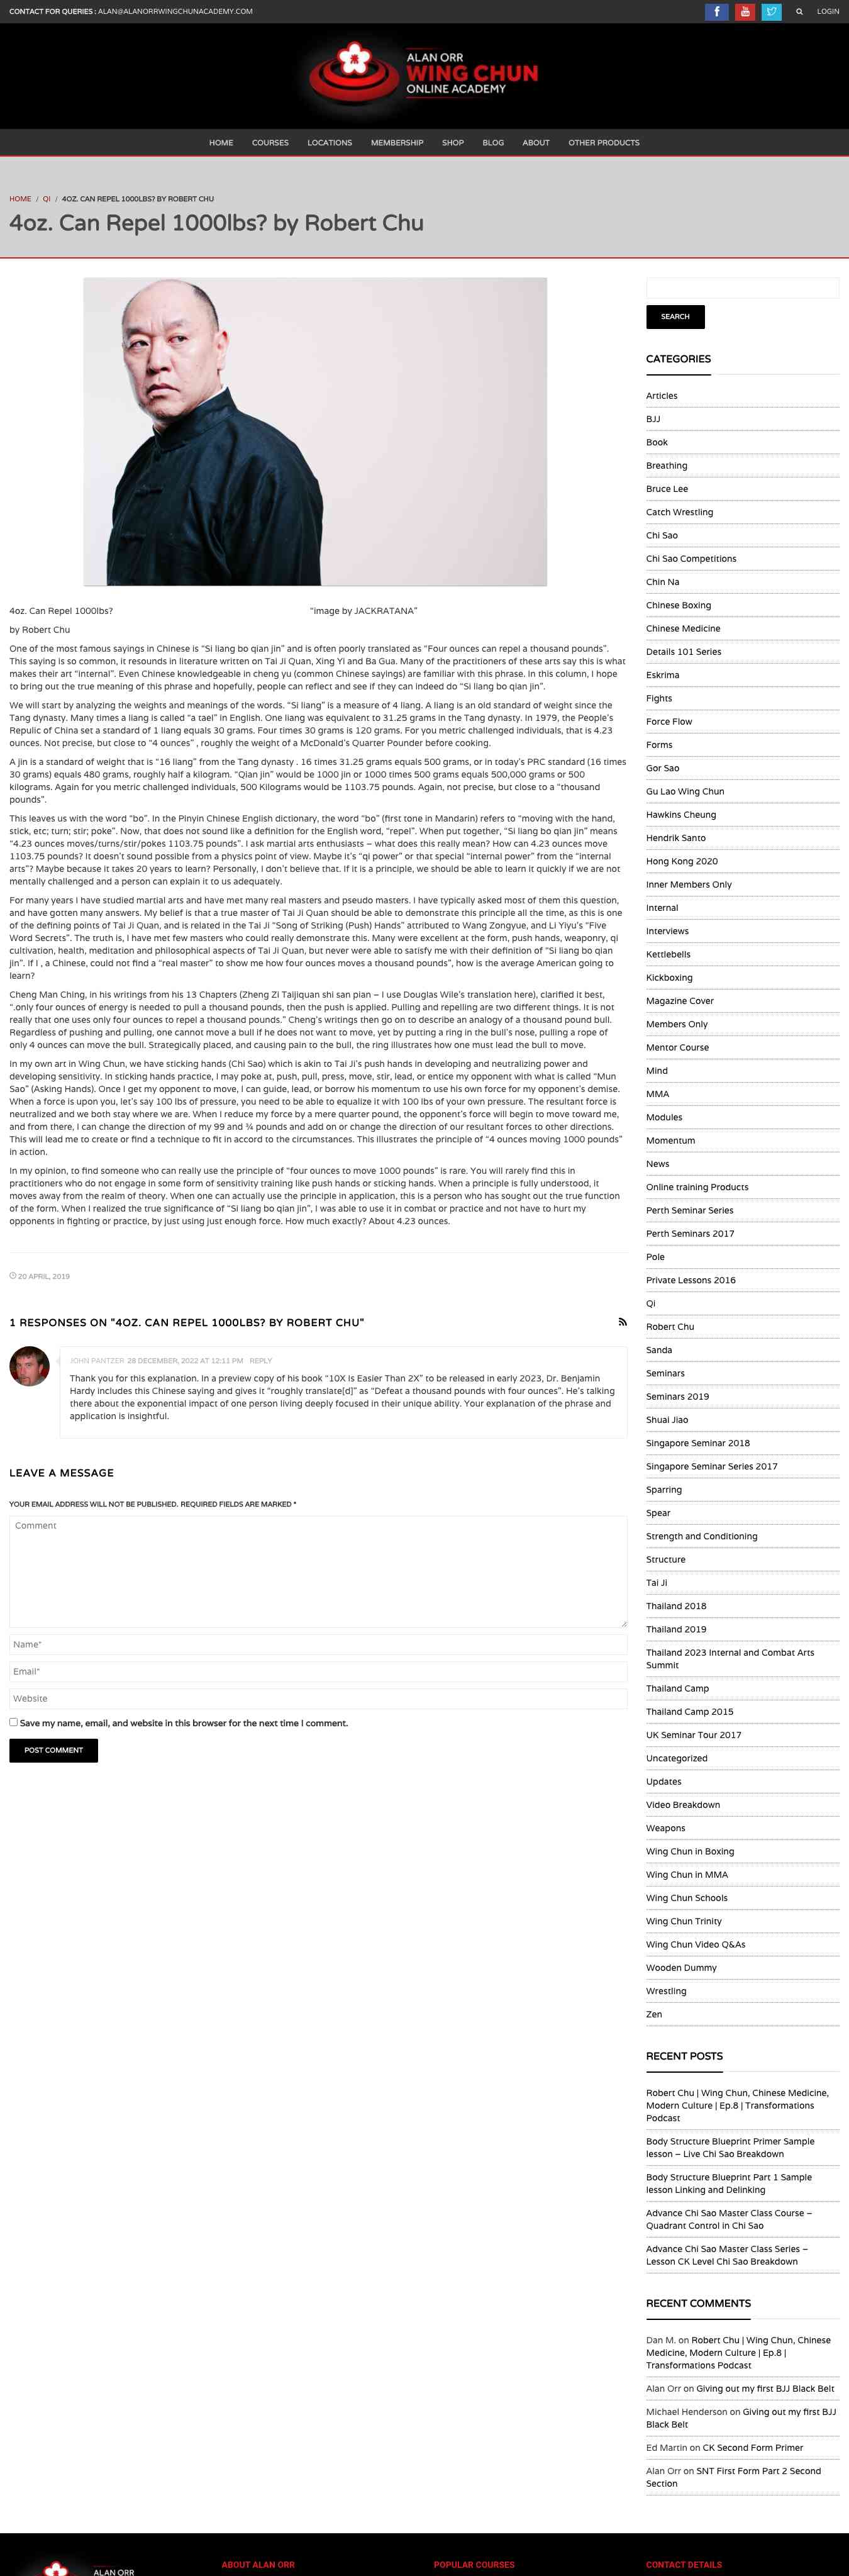 CONTACT FOR QUERIES : ALAN@ALANORRWINGCHUNACADEMY.COM
LOGIN
ALAN ORR
WING CHUN
ONLINE ACADEMY
HOME COURSES LOCATIONS MEMBERSHIP SHOP BLOG ABOUT OTHER PRODUCTS
HOME / QI / 4OZ. CAN REPEL 1000LBS? BY ROBERT CHU
4oz. Can Repel 1000lbs? by Robert Chu
4oz. Can Repel 1000lbs? "image by JACKRATANA"
by Robert Chu
One of the most famous sayings in Chinese is "Si liang bo qian jin" and is often poorly translated as "Four ounces can repel a thousand pounds".
This saying is so common, it resounds in literature written on Tai Ji Quan, Xing Yi and Ba Gua. Many of the practitioners of these arts say this is what
makes their art "internal". Even Chinese knowledgeable in cheng yu (common Chinese sayings) are familiar with this phrase. In this column, I hope
to bring out the true meaning of this phrase and hopefully, people can reflect and see if they can indeed do "Si liang bo qian jin".
We will start by analyzing the weights and meanings of the words. "Si liang" is a measure of 4 liang. A liang is an old standard of weight since the
Tang dynasty. Many times a liang is called "a tael" in English. One liang was equivalent to 31.25 grams in the Tang dynasty. In 1979, the People's
Repulic of China set a standard of 1 liang equals 30 grams. Four times 30 grams is 120 grams. For you metric challenged individuals, that is 4.23
ounces. Not precise, but close to "4 ounces" , roughly the weight of a McDonald's Quarter Pounder before cooking.
A jin is a standard of weight that is "16 liang" from the Tang dynasty . 16 times 31.25 grams equals 500 grams, or in today's PRC standard (16 times
30 grams) equals 480 grams, roughly half a kilogram. "Qian jin" would be 1000 jin or 1000 times 500 grams equals 500,000 grams or 500
kilograms. Again for you metric challenged individuals, 500 Kilograms would be 1103.75 pounds. Again, not precise, but close to a "thousand
pounds".
This leaves us with the word "bo". In the Pinyin Chinese English dictionary, the word "bo" (first tone in Mandarin) refers to "moving with the hand,
stick, etc; turn; stir; poke". Now, that does not sound like a definition for the English word, "repel". When put together, "Si liang bo qian jin" means
"4.23 ounces moves/turns/stir/pokes 1103.75 pounds". I ask martial arts enthusiasts – what does this really mean? How can 4.23 ounces move
1103.75 pounds? It doesn't sound possible from a physics point of view. Maybe it's "qi power" or that special "internal power" from the "internal
arts"? Maybe because it takes 20 years to learn? Personally, I don't believe that. If it is a principle, we should be able to learn it quickly if we are not
mentally challenged and a person can explain it to us adequately.
For many years I have studied martial arts and have met many real masters and pseudo masters. I have typically asked most of them this question,
and have gotten many answers. My belief is that a true master of Tai Ji Quan should be able to demonstrate this principle all the time, as this is one
of the defining points of Tai Ji Quan, and is related in the Tai Ji "Song of Striking (Push) Hands" attributed to Wang Zongyue, and Li Yiyu's "Five
Word Secrets". The truth is, I have met few masters who could really demonstrate this. Many were excellent at the form, push hands, weaponry, qi
cultivation, health, meditation and philosophical aspects of Tai Ji Quan, but never were able to satisfy me with their definition of "Si liang bo qian
jin". If I , a Chinese, could not find a "real master" to show me how four ounces moves a thousand pounds", how is the average American going to
learn?
Cheng Man Ching, in his writings from his 13 Chapters (Zheng Zi Taijiquan shi san pian – I use Douglas Wile's translation here), clarified it best,
".only four ounces of energy is needed to pull a thousand pounds, then the push is applied. Pulling and repelling are two different things. It is not
really that one uses only four ounces to repel a thousand pounds." Cheng's writings then go on to describe an analogy of a thousand pound bull.
Regardless of pushing and pulling, one cannot move a bull if he does not want to move, yet by putting a ring in the bull's nose, pulling a rope of
only 4 ounces can move the bull. Strategically placed, and causing pain to the bull, the ring illustrates how one must lead the bull to move.
In my own art in Wing Chun, we have sticking hands (Chi Sao) which is akin to Tai Ji's push hands in developing and neutralizing power and
developing sensitivity. In sticking hands practice, I may poke at, push, pull, press, move, stir, lead, or entice my opponent with what is called "Mun
Sao" (Asking Hands). Once I get my opponent to move, I can guide, lead, or borrow his momentum to use his own force for my opponent's demise.
When a force is upon you, let's say 100 lbs of pressure, you need to be able to equalize it with 100 lbs of your own pressure. The resultant force is
neutralized and we both stay where we are. When I reduce my force by a mere quarter pound, the opponent's force will begin to move toward me,
and from there, I can change the direction of my 99 and ¾ pounds and add on or change the direction of our resultant forces to other directions.
This will lead me to create or find a technique to fit in accord to the circumstances. This illustrates the principle of "4 ounces moving 1000 pounds"
in action.
In my opinion, to find someone who can really use the principle of "four ounces to move 1000 pounds" is rare. You will rarely find this in
practitioners who do not engage in some form of sensitivity training like push hands or sticking hands. When a principle is fully understood, it
moves away from the realm of theory. When one can actually use the principle in application, this is a person who has sought out the true function
of the form. When I realized the true significance of "Si liang bo qian jin", I was able to use it in combat or practice and not have to hurt my
opponents in fighting or practice, by just using just enough force. How much exactly? About 4.23 ounces.
20 APRIL, 2019
1 RESPONSES ON "4OZ. CAN REPEL 1000LBS? BY ROBERT CHU"
JOHN PANTZER 28 DECEMBER, 2022 AT 12:11 PM REPLY
Thank you for this explanation. In a preview copy of his book "10X Is Easier Than 2X" to be released in early 2023, Dr. Benjamin
Hardy includes this Chinese saying and gives it "roughly translate[d]" as "Defeat a thousand pounds with four ounces". He's talking
there about the exponential impact of one person living deeply focused in their unique ability. Your explanation of the phrase and
application is insightful.
LEAVE A MESSAGE
YOUR EMAIL ADDRESS WILL NOT BE PUBLISHED. REQUIRED FIELDS ARE MARKED *
Comment
Name*
Email*
Website
Save my name, email, and website in this browser for the next time I comment.
POST COMMENT
SEARCH
CATEGORIES
Articles
BJJ
Book
Breathing
Bruce Lee
Catch Wrestling
Chi Sao
Chi Sao Competitions
Chin Na
Chinese Boxing
Chinese Medicine
Details 101 Series
Eskrima
Fights
Force Flow
Forms
Gor Sao
Gu Lao Wing Chun
Hawkins Cheung
Hendrik Santo
Hong Kong 2020
Inner Members Only
Internal
Interviews
Kettlebells
Kickboxing
Magazine Cover
Members Only
Mentor Course
Mind
MMA
Modules
Momentum
News
Online training Products
Perth Seminar Series
Perth Seminars 2017
Pole
Private Lessons 2016
Qi
Robert Chu
Sanda
Seminars
Seminars 2019
Shuai Jiao
Singapore Seminar 2018
Singapore Seminar Series 2017
Sparring
Spear
Strength and Conditioning
Structure
Tai Ji
Thailand 2018
Thailand 2019
Thailand 2023 Internal and Combat Arts
Summit
Thailand Camp
Thailand Camp 2015
UK Seminar Tour 2017
Uncategorized
Updates
Video Breakdown
Weapons
Wing Chun in Boxing
Wing Chun in MMA
Wing Chun Schools
Wing Chun Trinity
Wing Chun Video Q&As
Wooden Dummy
Wrestling
Zen
RECENT POSTS
Robert Chu | Wing Chun, Chinese Medicine,
Modern Culture | Ep.8 | Transformations
Podcast
Body Structure Blueprint Primer Sample
lesson – Live Chi Sao Breakdown
Body Structure Blueprint Part 1 Sample
lesson Linking and Delinking
Advance Chi Sao Master Class Course –
Quadrant Control in Chi Sao
Advance Chi Sao Master Class Series –
Lesson CK Level Chi Sao Breakdown
RECENT COMMENTS
Dan M. on Robert Chu | Wing Chun, Chinese
Medicine, Modern Culture | Ep.8 |
Transformations Podcast
Alan Orr on Giving out my first BJJ Black Belt
Michael Henderson on Giving out my first BJJ
Black Belt
Ed Martin on CK Second Form Primer
Alan Orr on SNT First Form Part 2 Second
Section
ALAN ORR
ABOUT ALAN ORR
POPULAR COURSES
CONTACT DETAILS